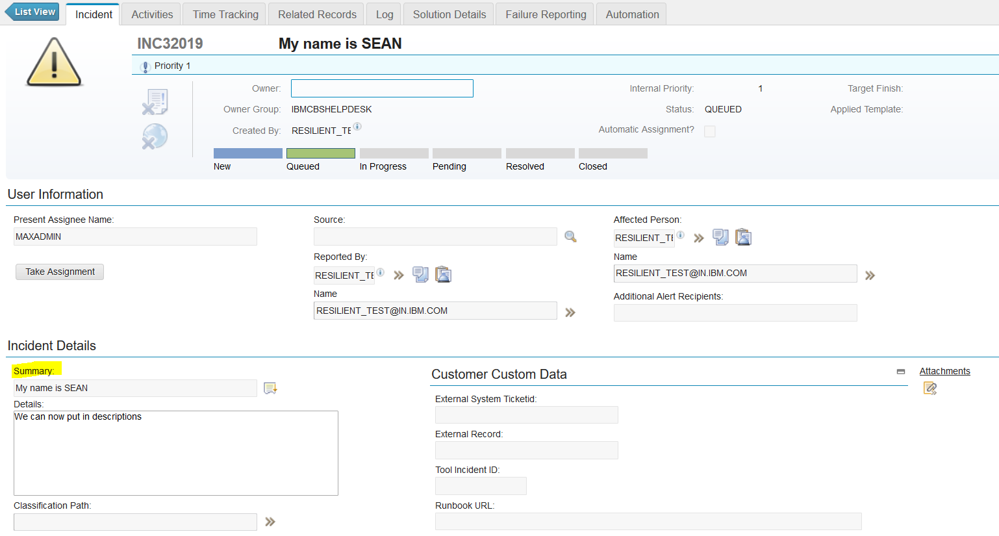 List View
Incident
Activities
Time Tracking
Related Records
Log
Solution Details
Failure Reporting
Automation
INC32019 My name is SEAN
Priority 1
Owner: Internal Priority: 1 Target Finish:
Owner Group: IBMCBSHELPDESK Status: QUEUED Applied Template:
Created By: RESILIENT_TE Automatic Assignment?
New Queued In Progress Pending Resolved Closed
User Information
Present Assignee Name:
MAXADMIN
Take Assignment
Source:
Reported By:
RESILIENT_TE
Name
RESILIENT_TEST@IN.IBM.COM
Affected Person:
RESILIENT_TE
Name
RESILIENT_TEST@IN.IBM.COM
Additional Alert Recipients:
Incident Details
Summary:
My name is SEAN
Details:
We can now put in descriptions
Classification Path:
Customer Custom Data
External System Ticketid:
External Record:
Tool Incident ID:
Runbook URL:
Attachments